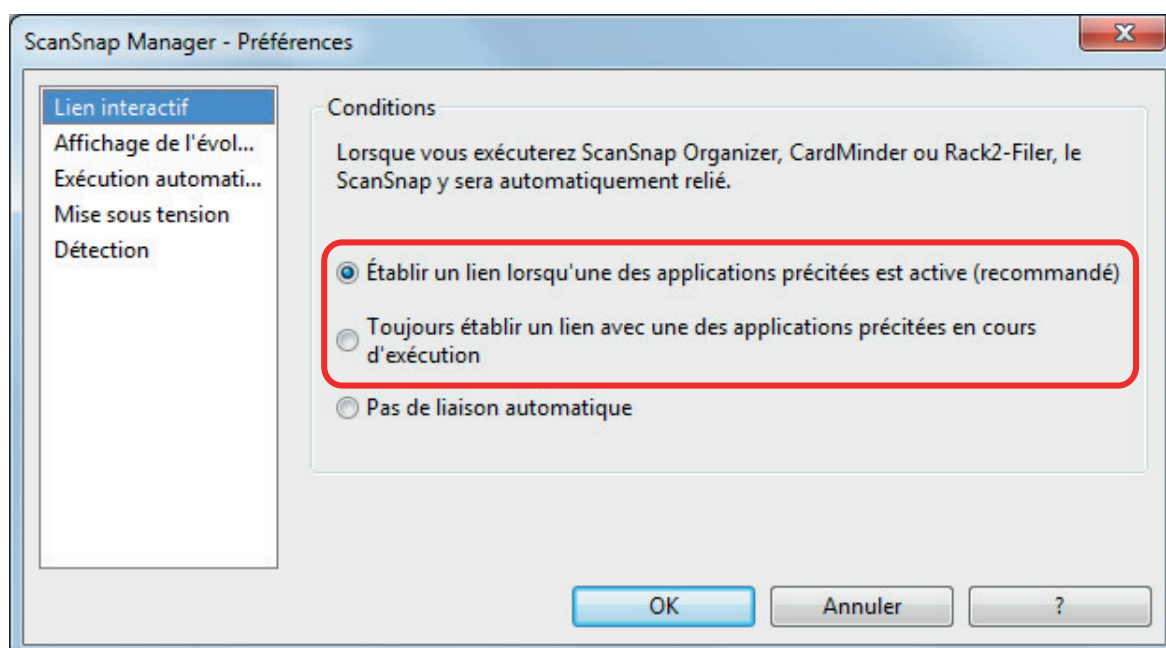 ScanSnap Manager - Préférences
Lien interactif
Affichage de l'évol...
Exécution automati...
Mise sous tension
Détection
Conditions
Lorsque vous exécuterez ScanSnap Organizer, CardMinder ou Rack2-Filer, le
ScanSnap y sera automatiquement relié.
Établir un lien lorsqu'une des applications précitées est active (recommandé)
Toujours établir un lien avec une des applications précitées en cours
d'exécution
Pas de liaison automatique
OK
Annuler
?